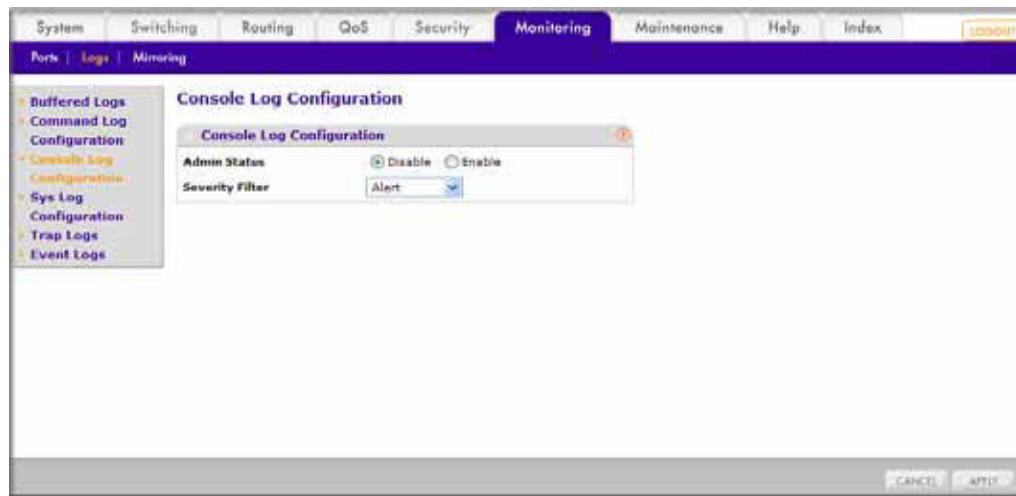 System Switching Routing QoS Security Monitoring Maintenance Help Index LOGOUT
Ports | Logs | Mirroring
Buffered Logs
Command Log
Configuration
Console Log
Configuration
Sys Log
Configuration
Trap Logs
Event Logs
Console Log Configuration
Console Log Configuration
Admin Status Disable Enable
Severity Filter Alert
CANCEL APPLY